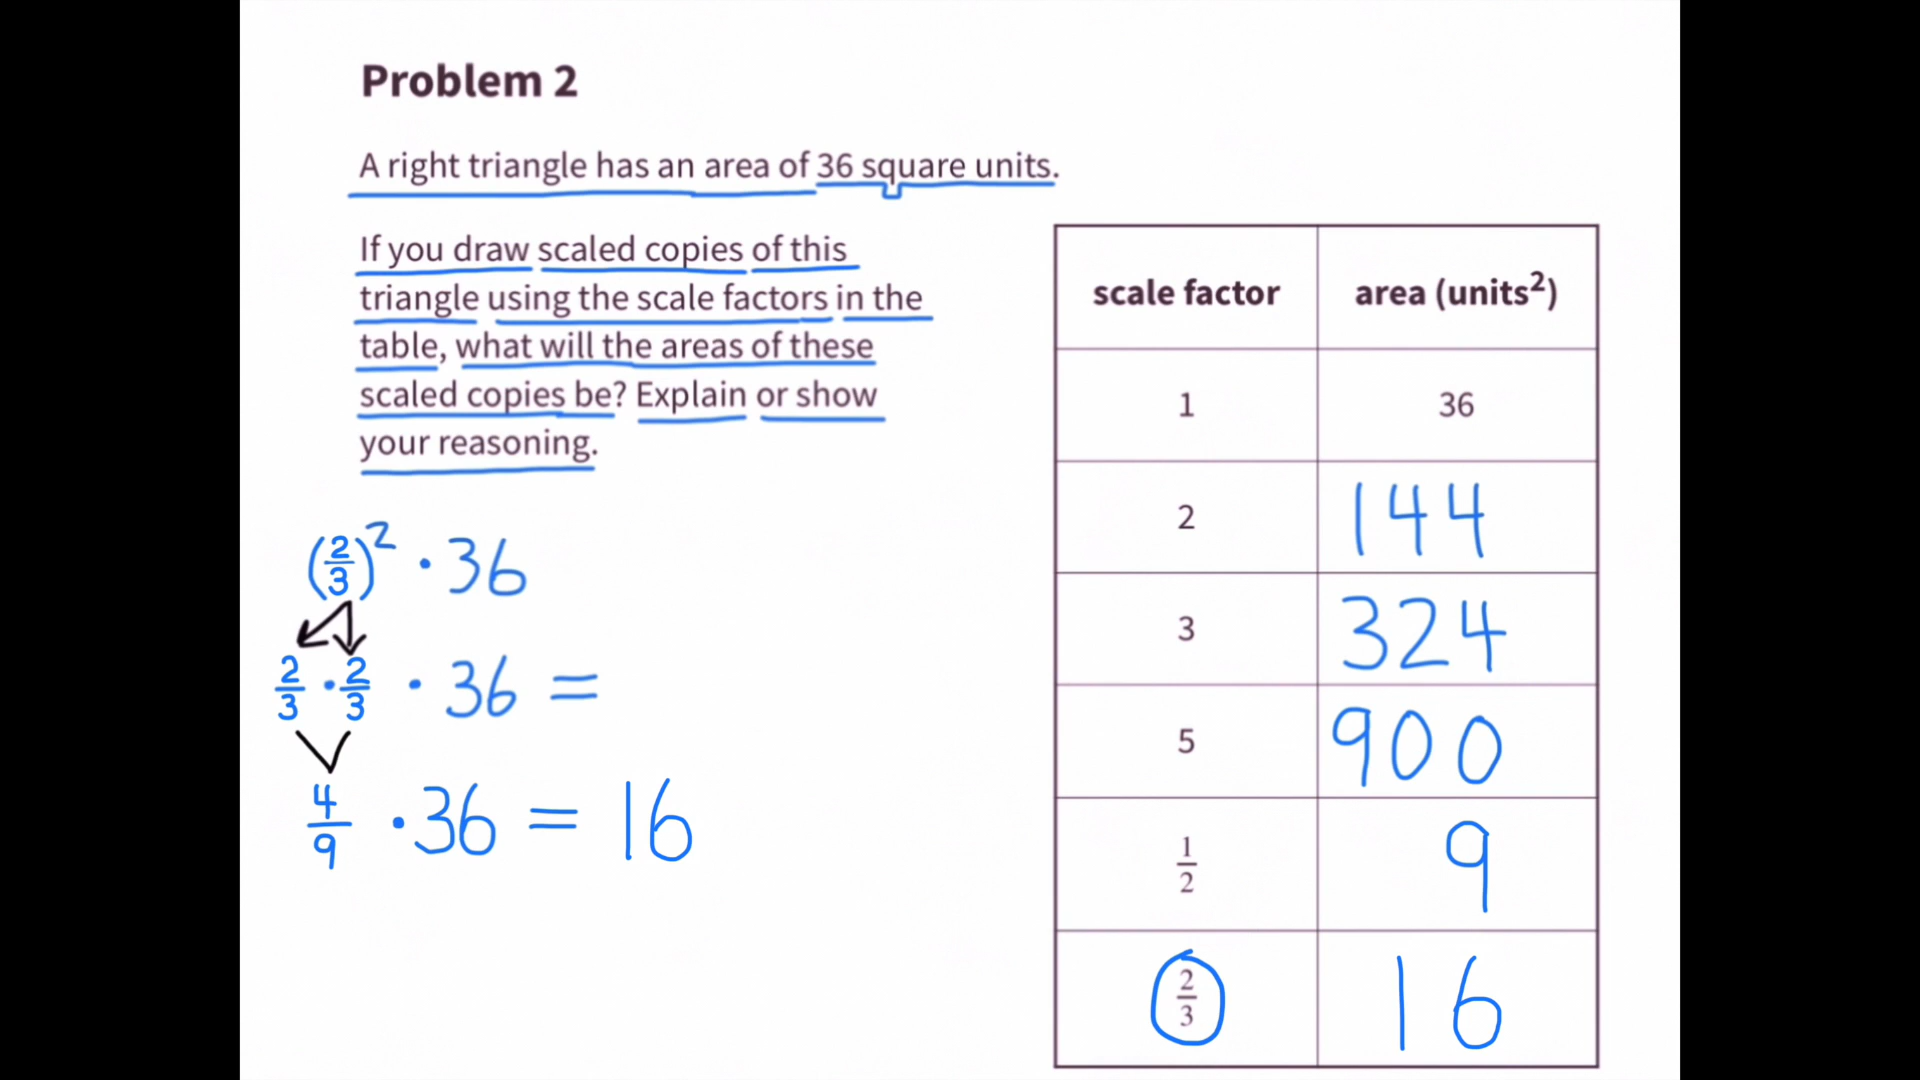 Problem 2
A right triangle has an area of 36 square units.
If you draw scaled copies of this
triangle using the scale factors in the
table, what will the areas of these
scaled copies be? Explain or show
your reasoning.
(2/3)² · 36
2/3 · 2/3 · 36 =
4/9 · 36 = 16
scale factor area (units²)
1 36
2 144
3 324
5 900
1/2 9
2/3 16